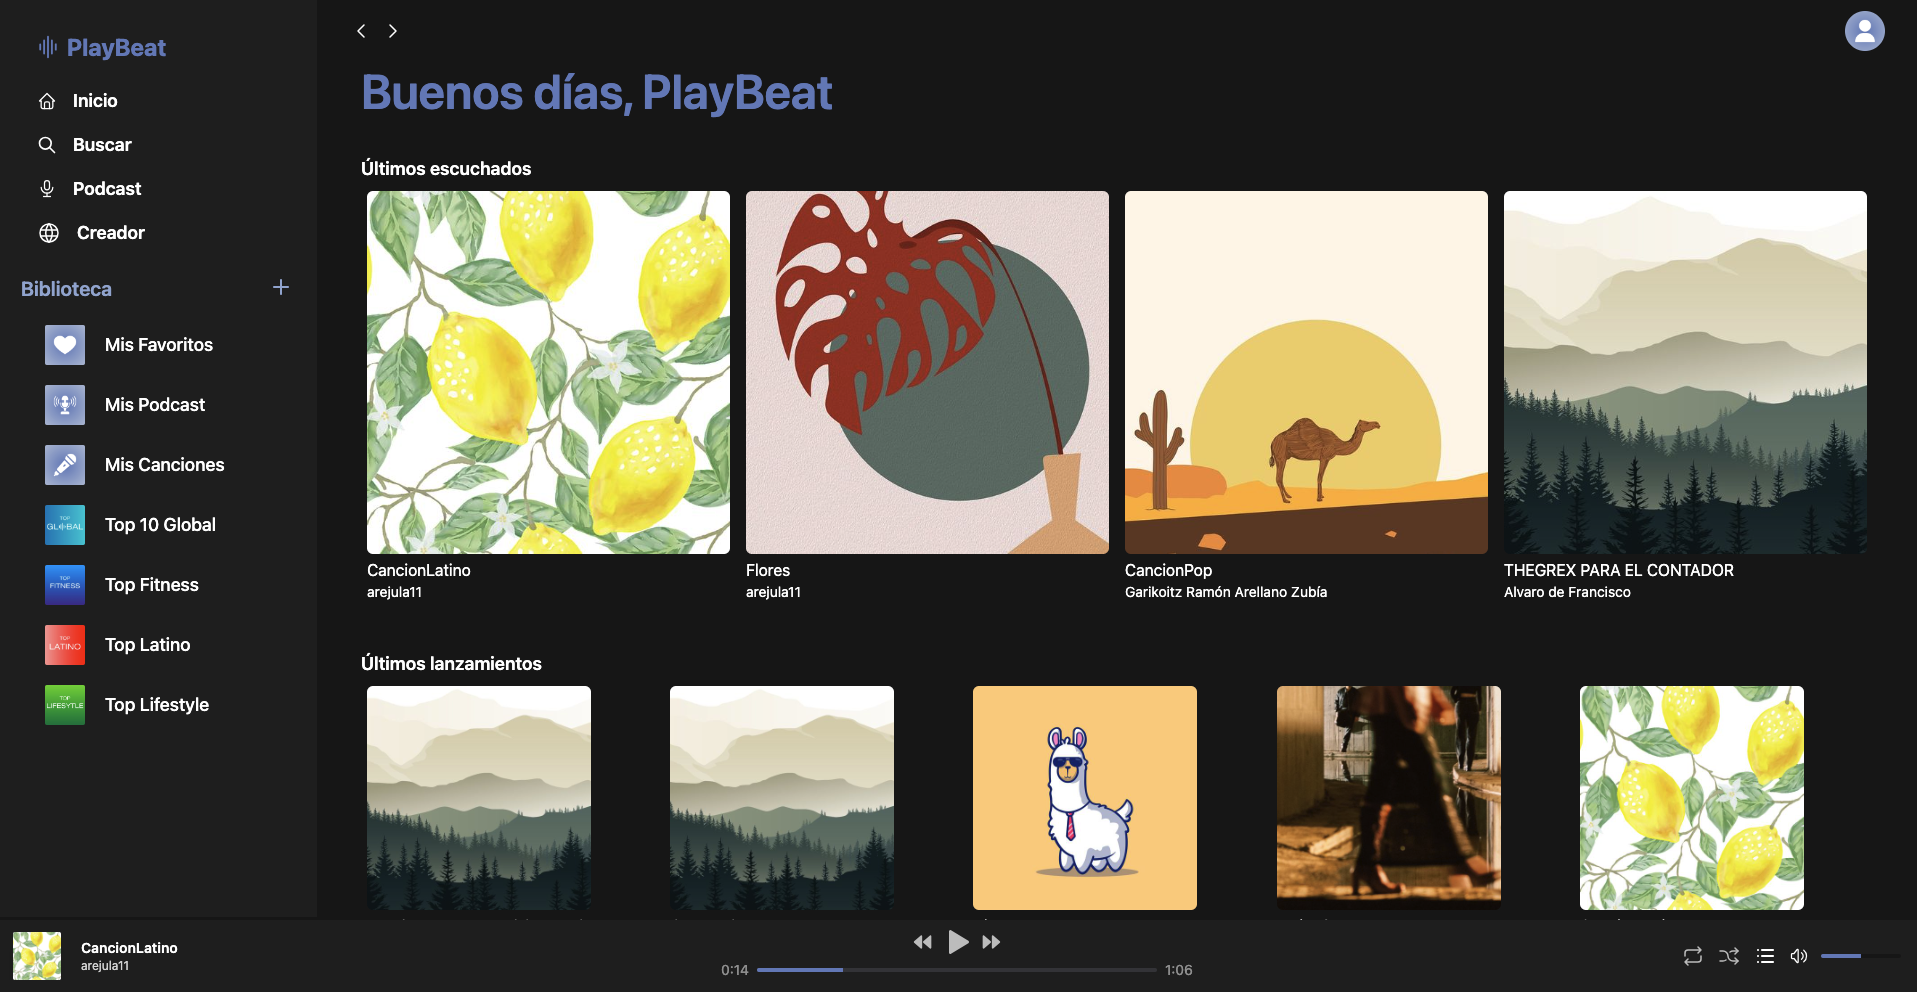 PlayBeat
Inicio
Buscar
Podcast
Creador
Biblioteca
Mis Favoritos
Mis Podcast
Mis Canciones
TOP
GLOBAL
Top 10 Global
TOP
FITNESS
Top Fitness
TOP
LATINO
Top Latino
TOP
LIFESYTLE
Top Lifestyle
Buenos días, PlayBeat
Últimos escuchados
CancionLatino
arejula11
Flores
arejula11
CancionPop
Garikoitz Ramón Arellano Zubía
THEGREX PARA EL CONTADOR
Alvaro de Francisco
Últimos lanzamientos
CancionLatino
arejula11
0:14
1:06